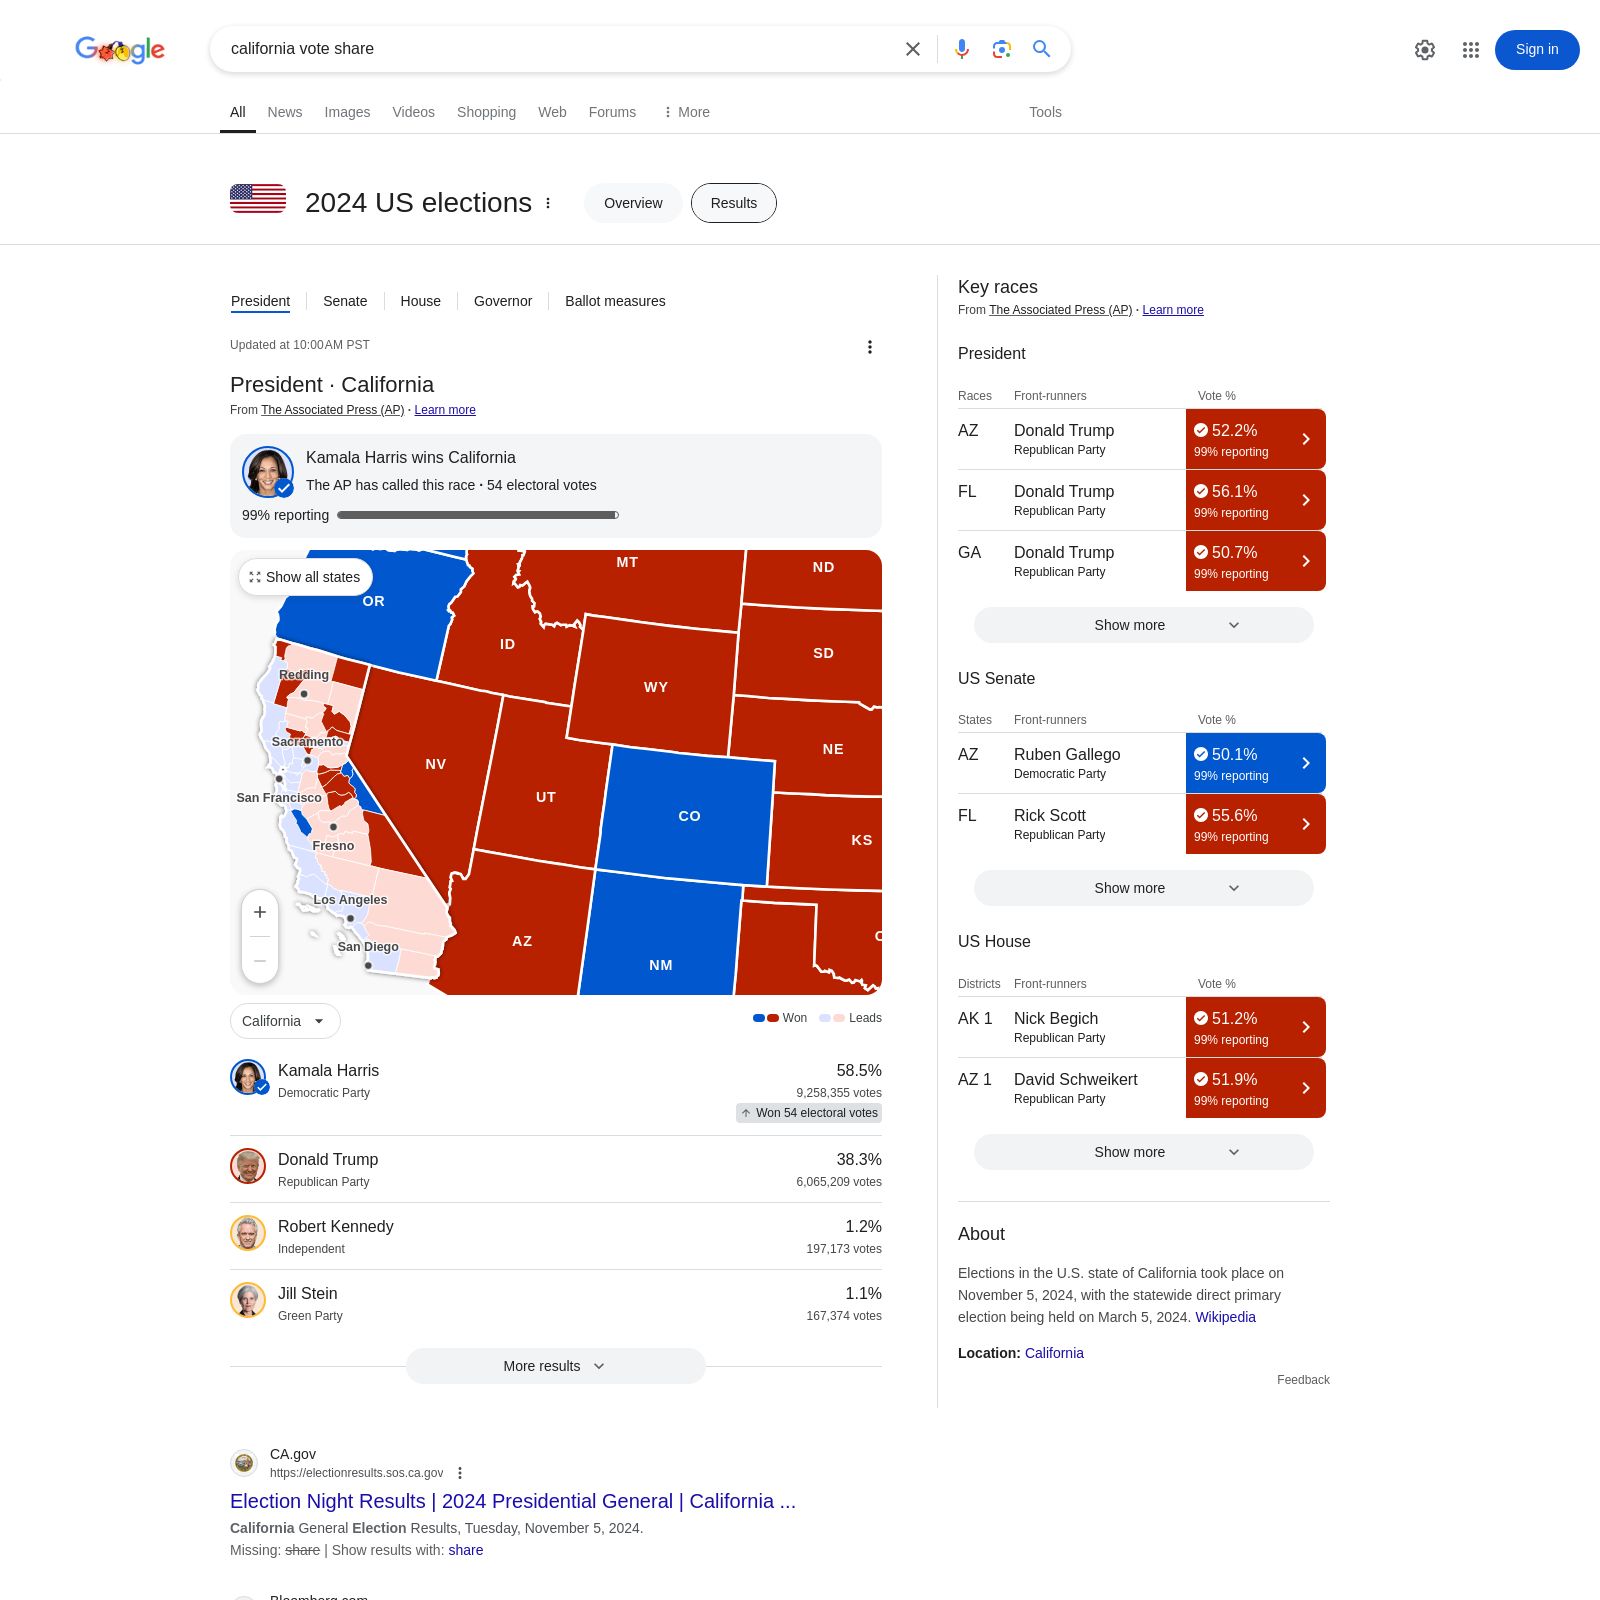 Google
california vote share
Sign in
All News Images Videos Shopping Web Forums More Tools
2024 US elections
Overview
Results
President Senate House Governor Ballot measures
Updated at 10:00AM PST
President · California
From The Associated Press (AP) · Learn more
Kamala Harris wins California
The AP has called this race · 54 electoral votes
99% reporting
Show all states
OR
MT
ND
ID
SD
WY
Redding
Sacramento
NE
NV
San Francisco
UT
CO
KS
Fresno
Los Angeles
AZ
San Diego
NM
California
Won Leads
Kamala Harris 58.5%
Democratic Party 9,258,355 votes
Won 54 electoral votes
Donald Trump 38.3%
Republican Party 6,065,209 votes
Robert Kennedy 1.2%
Independent 197,173 votes
Jill Stein 1.1%
Green Party 167,374 votes
More results
Key races
From The Associated Press (AP) · Learn more
President
Races Front-runners Vote %
AZ Donald Trump 52.2%
Republican Party 99% reporting
FL Donald Trump 56.1%
Republican Party 99% reporting
GA Donald Trump 50.7%
Republican Party 99% reporting
Show more
US Senate
States Front-runners Vote %
AZ Ruben Gallego 50.1%
Democratic Party 99% reporting
FL Rick Scott 55.6%
Republican Party 99% reporting
Show more
US House
Districts Front-runners Vote %
AK 1 Nick Begich 51.2%
Republican Party 99% reporting
AZ 1 David Schweikert 51.9%
Republican Party 99% reporting
Show more
About
Elections in the U.S. state of California took place on
November 5, 2024, with the statewide direct primary
election being held on March 5, 2024. Wikipedia
Location: California
Feedback
CA.gov
https://electionresults.sos.ca.gov
Election Night Results | 2024 Presidential General | California ...
California General Election Results, Tuesday, November 5, 2024.
Missing: share | Show results with: share
Bloomberg.com